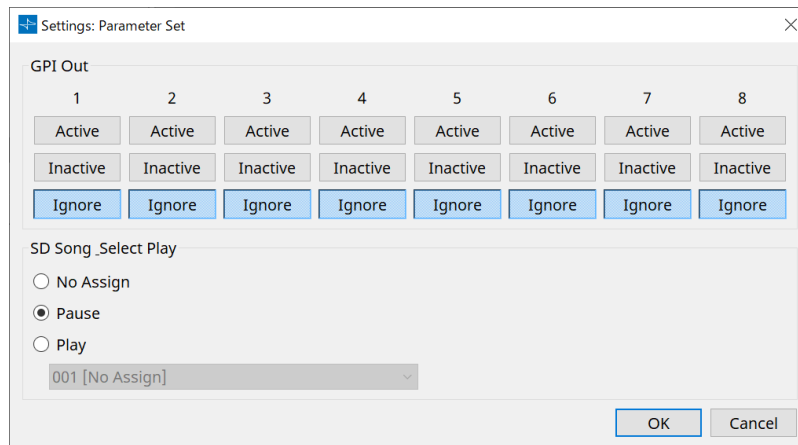 Settings: Parameter Set
GPI Out
1 2 3 4 5 6 7 8
Active Active Active Active Active Active Active Active
Inactive Inactive Inactive Inactive Inactive Inactive Inactive Inactive
Ignore Ignore Ignore Ignore Ignore Ignore Ignore Ignore
SD Song_Select Play
No Assign
Pause
Play
001 [No Assign]
OK Cancel